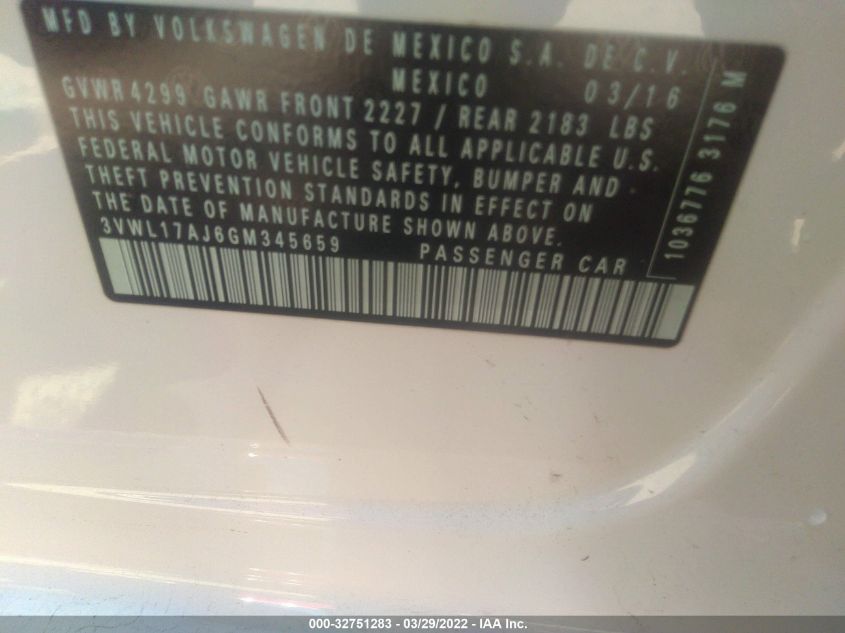 MFD BY VOLKSWAGEN DE MEXICO S.A. DE C.V.
MEXICO 03/16
GVWR 4299 GAWR FRONT 2227 / REAR 2183 LBS
THIS VEHICLE CONFORMS TO ALL APPLICABLE U.S.
FEDERAL MOTOR VEHICLE SAFETY, BUMPER AND
THEFT PREVENTION STANDARDS IN EFFECT ON
THE DATE OF MANUFACTURE SHOWN ABOVE.
3VWL17AJ6GM345659 PASSENGER CAR
1036776 3176 M
000-32751283 - 03/29/2022 - IAA Inc.